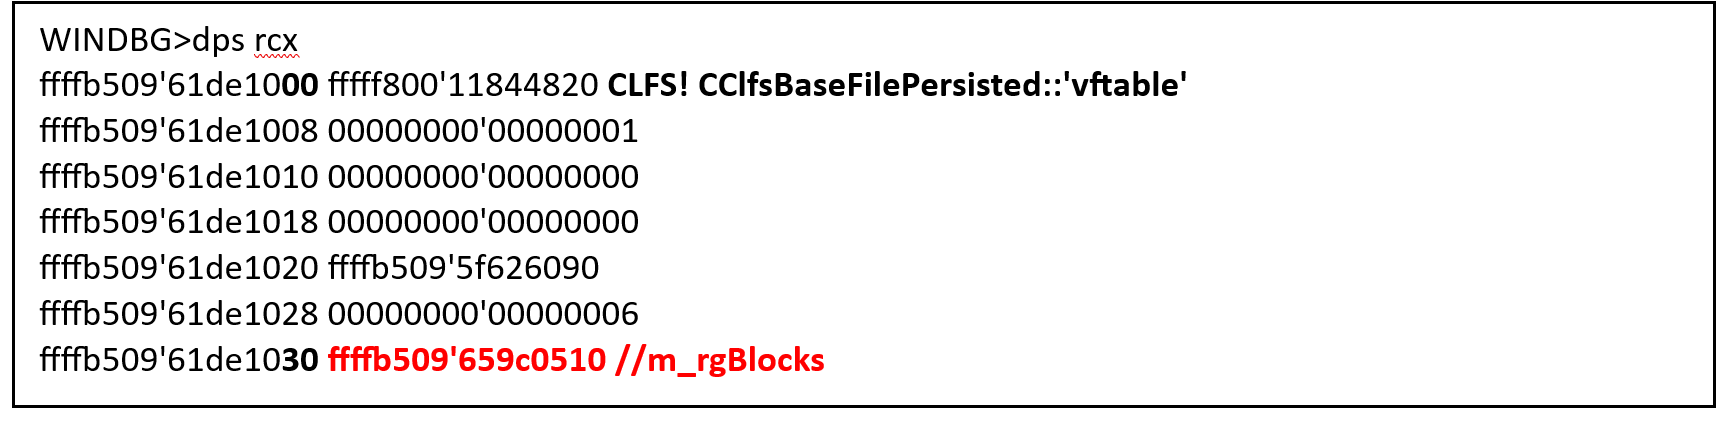 WINDBG>dps rcx
ffffb509'61de1000 fffff800'11844820 CLFS! CClfsBaseFilePersisted::'vftable'
ffffb509'61de1008 00000000'00000001
ffffb509'61de1010 00000000'00000000
ffffb509'61de1018 00000000'00000000
ffffb509'61de1020 ffffb509'5f626090
ffffb509'61de1028 00000000'00000006
ffffb509'61de1030 ffffb509'659c0510 //m_rgBlocks